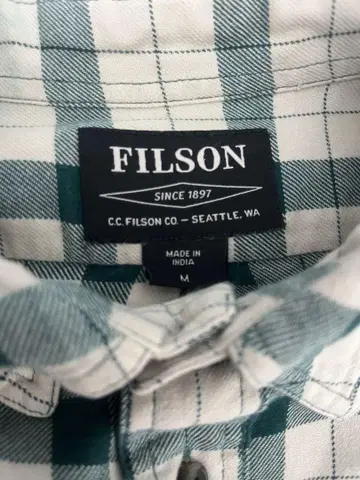 FILSON
SINCE 1897
C.C. FILSON CO. – SEATTLE, WA
MADE IN
INDIA
M